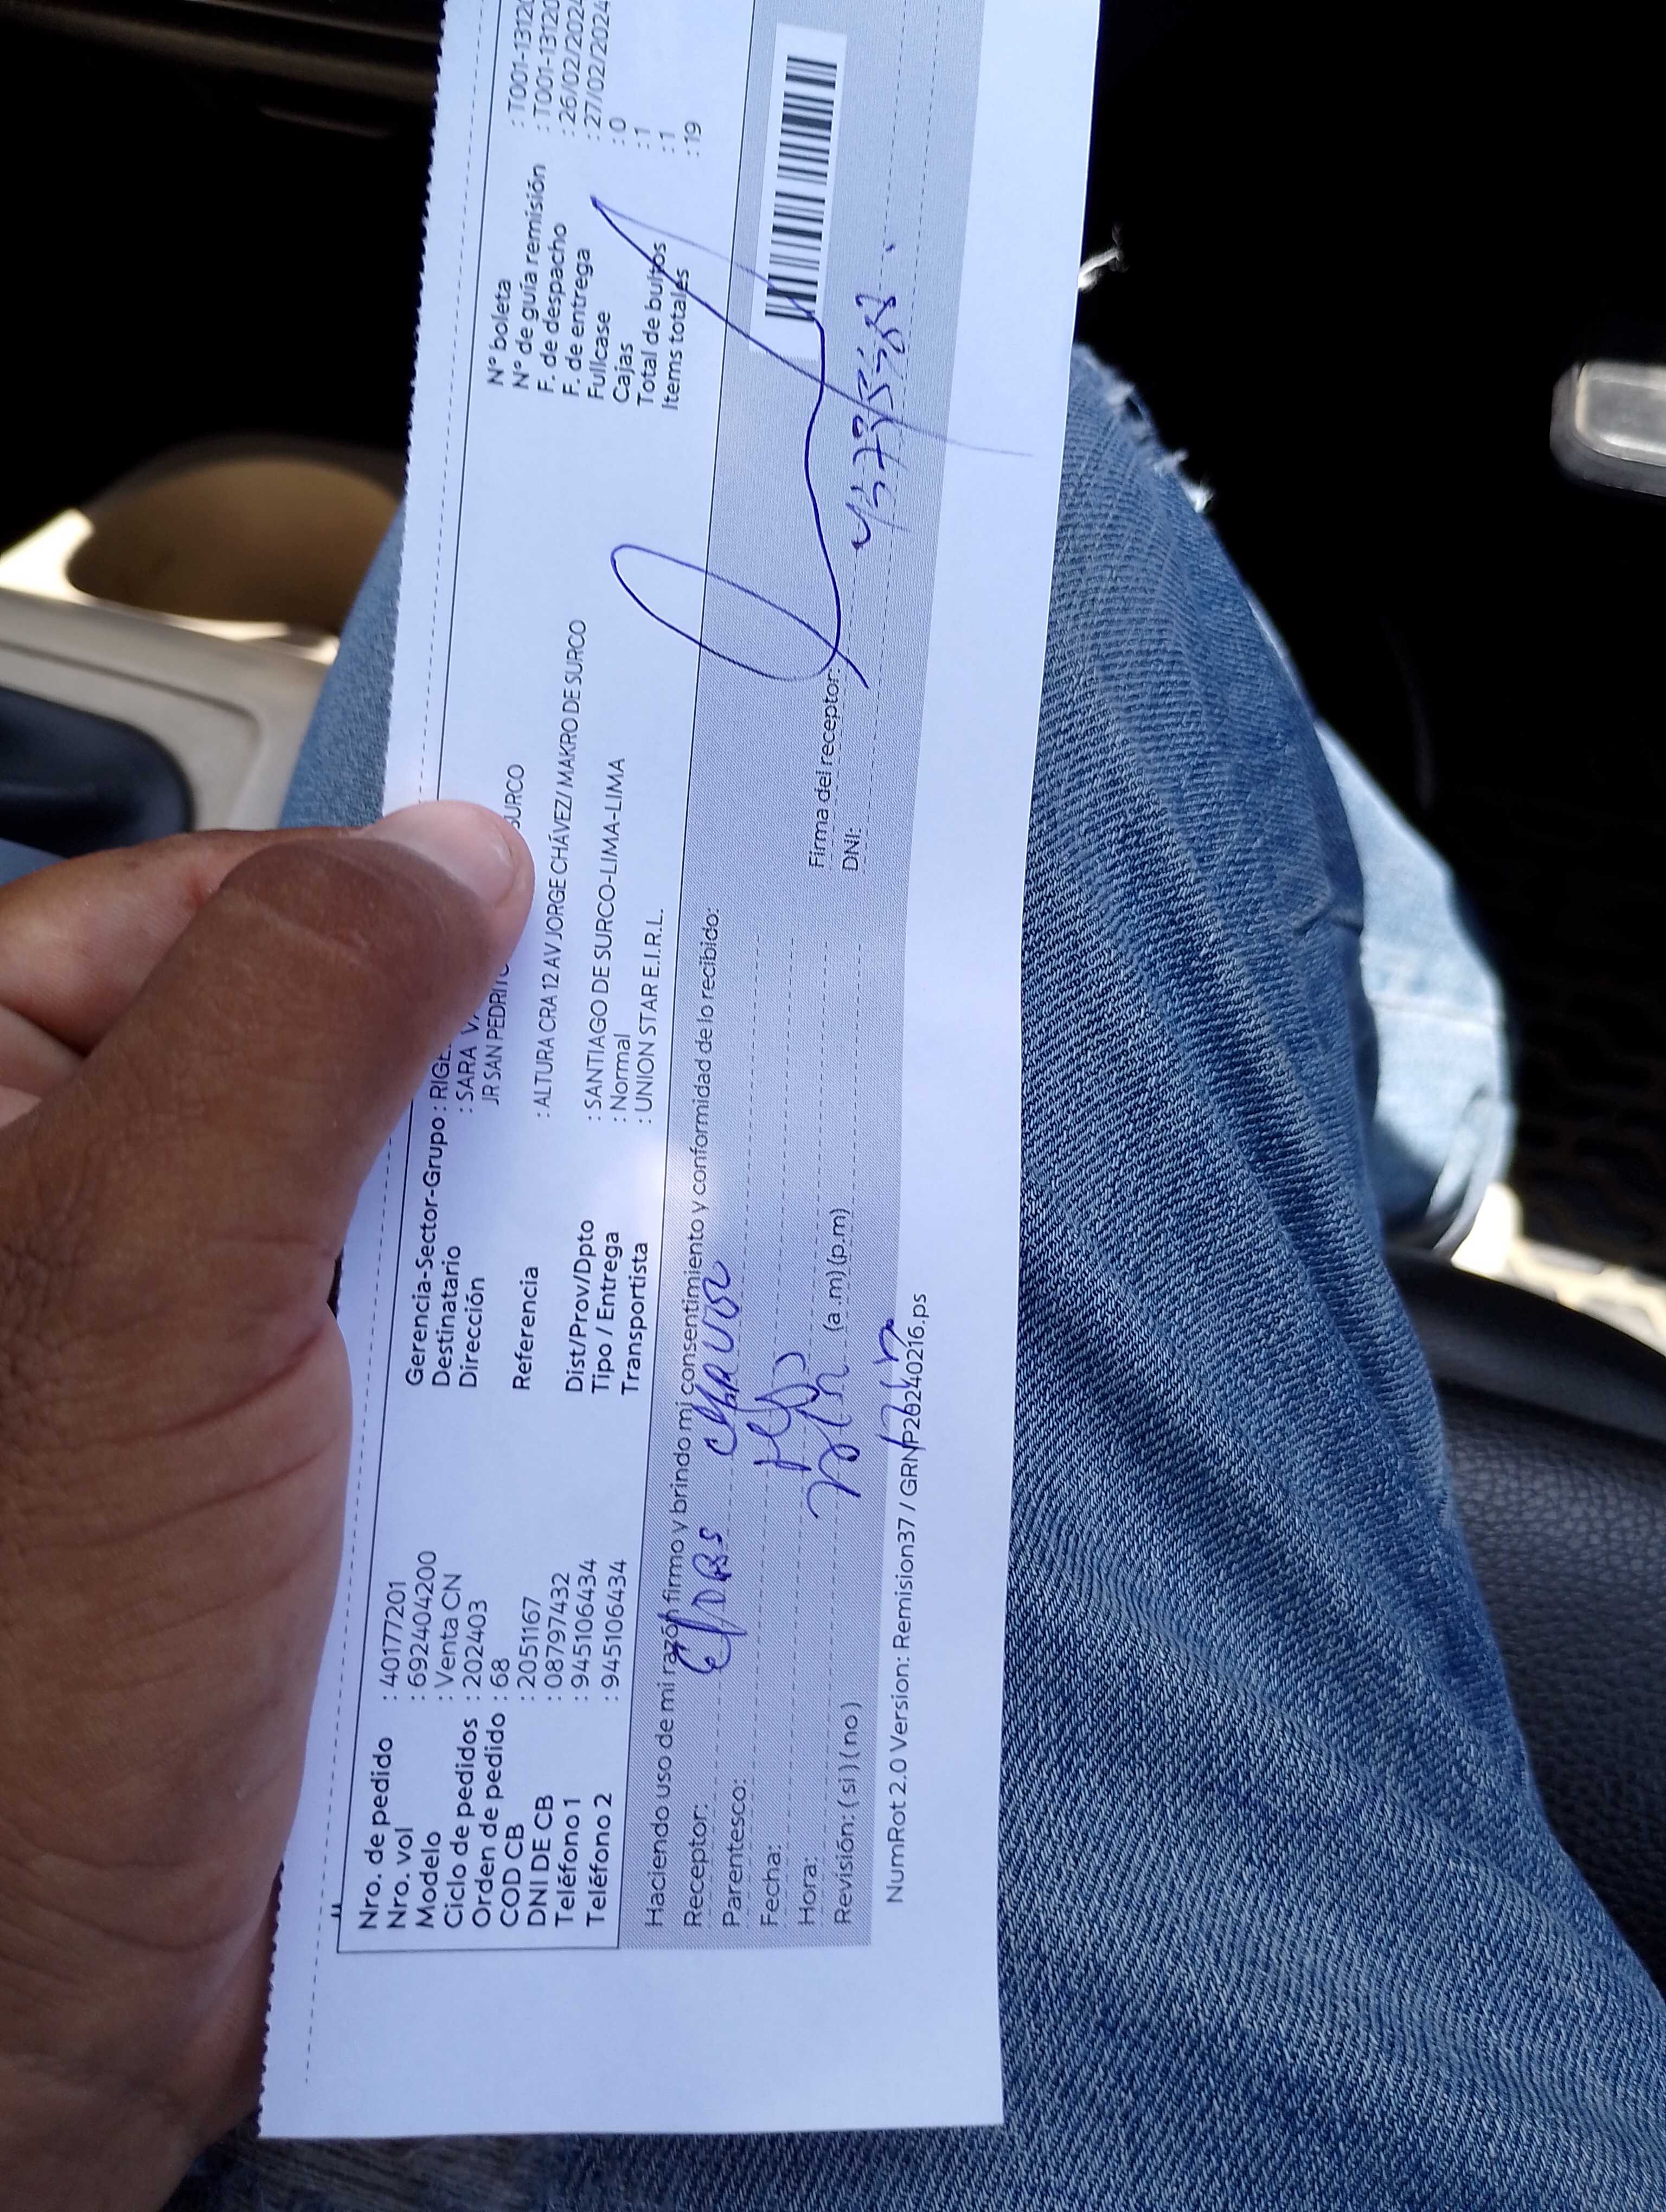 Nro. de pedido : 40177201
Nro. vol : 692404204200
Modelo : Venta CN
Ciclo de pedidos : 202403
Orden de pedido : 68
COD CB : 2051167
DNI DE CB : 08797432
Teléfono 1 : 945106434
Teléfono 2 : 945106434
Gerencia-Sector-Grupo : RIGE
Destinatario : SARA
Dirección JR SAN PEDRITO SURCO
Referencia : ALTURA CRA 12 AV JORGE CHÁVEZ/ MAKRO DE SURCO
Dist/Prov/Dpto : SANTIAGO DE SURCO-LIMA-LIMA
Tipo / Entrega : Normal
Transportista : UNION STAR E.I.R.L.
N° boleta : T001-13120
N° de guía remisión : T001-13120
F. de despacho : 26/02/2024
F. de entrega : 27/02/2024
Fullcase : 0
Cajas : 1
Total de bultos : 1
Items totales : 19
Haciendo uso de mi razón firmo y brindo mi consentimiento y conformidad de lo recibido:
Receptor:
Parentesco:
Fecha:
Hora: (a.m) (p.m)
Revisión: ( si ) ( no )
Firma del receptor:
DNI:
NumRot 2.0 Version: Remision37 / GRNP20240216.ps